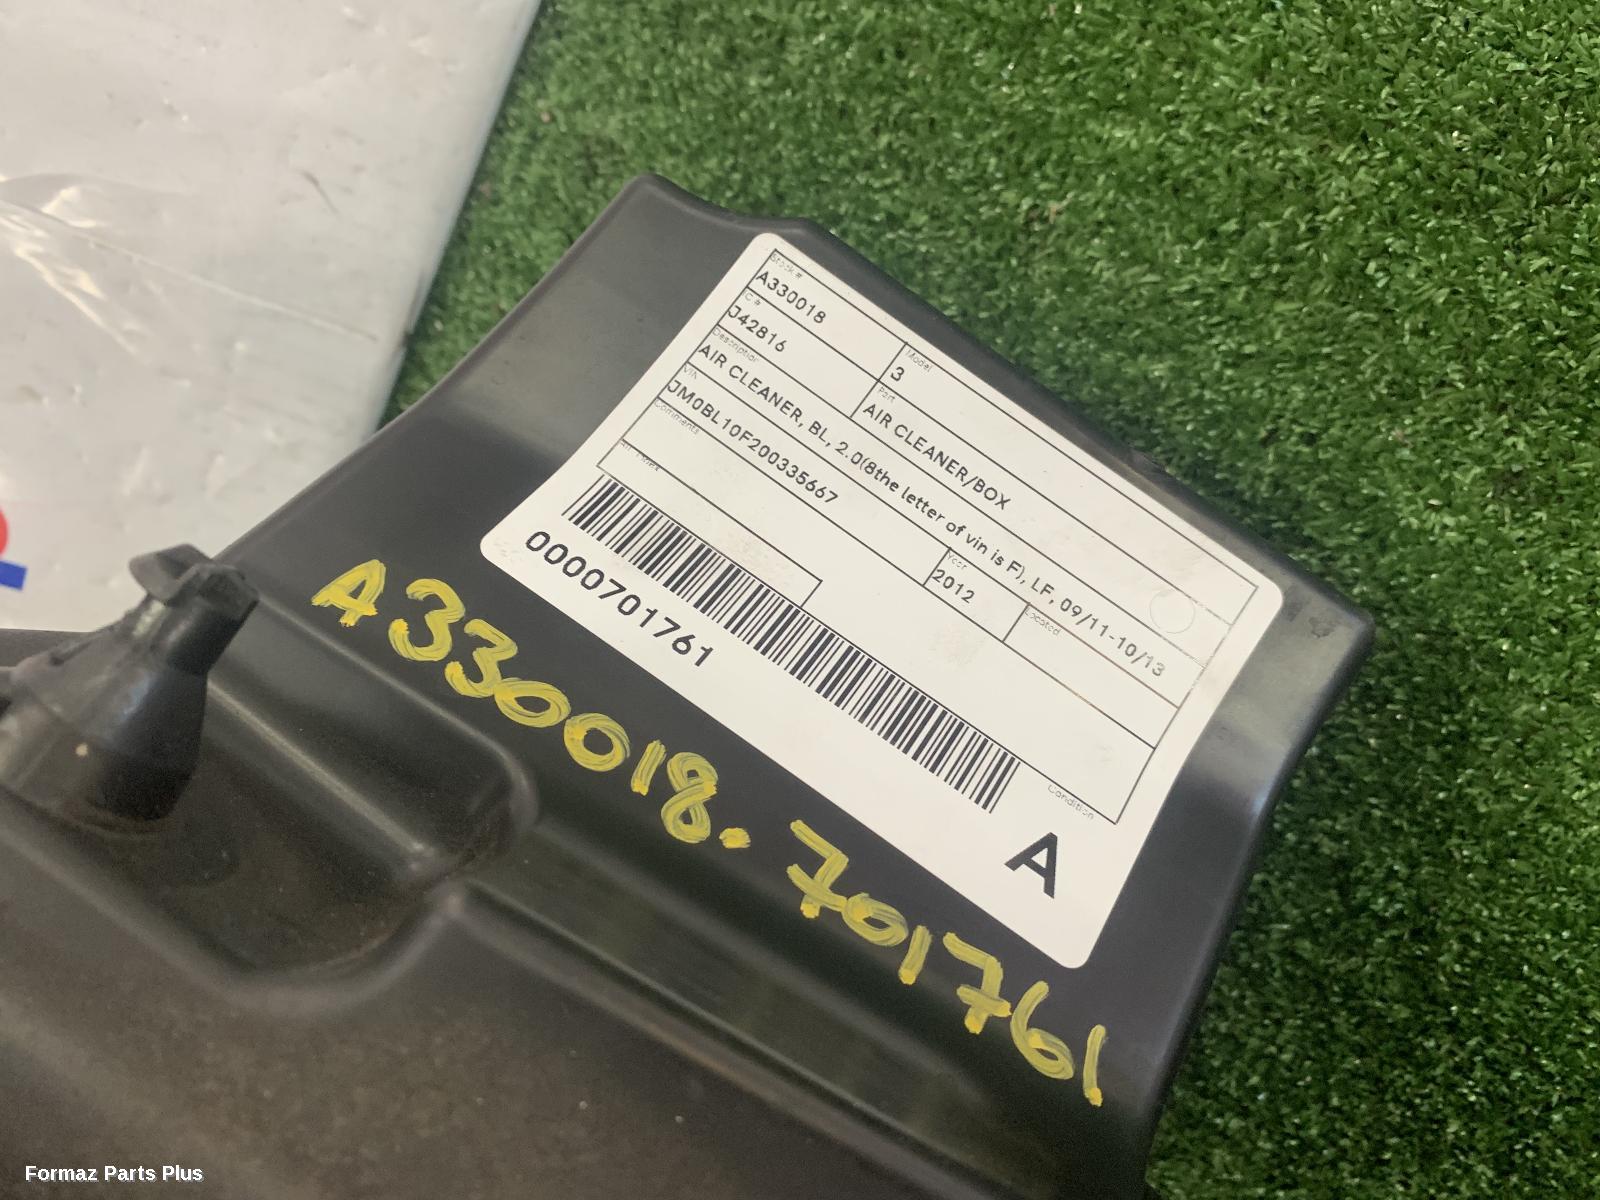 Stock #
A330018
Model
3
IC #
J42816
Part
AIR CLEANER/BOX
Description
AIR CLEANER, BL, 2.0(8the letter of vin is F), LF, 09/11-10/13
VIN
JM0BL10F200335667
Year
2012
Located
Comments
Condition
A
0000701761
A330018. 701761
Formaz Parts Plus